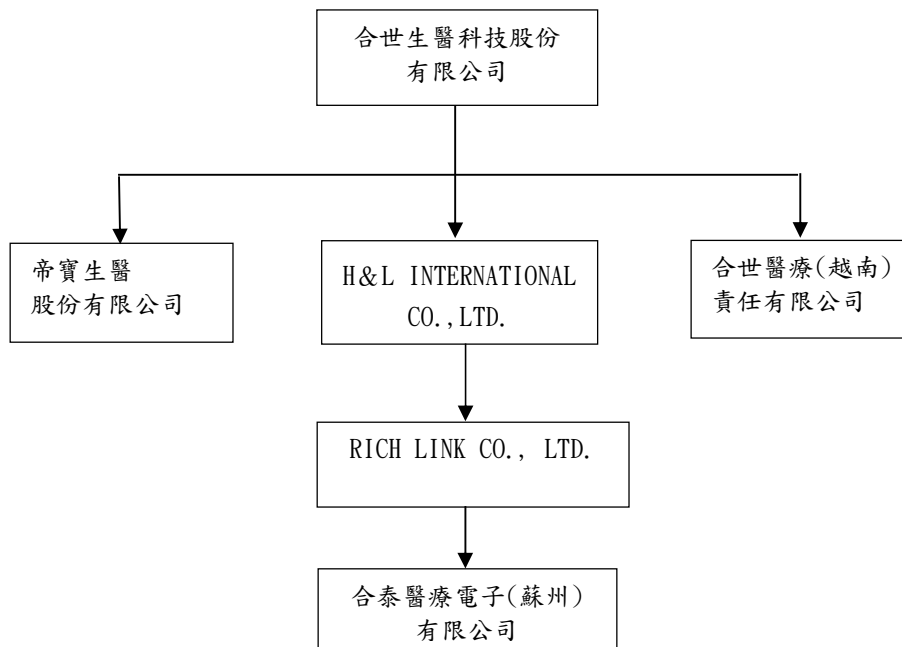 合世生醫科技股份
有限公司
帝寶生醫
股份有限公司
H&L INTERNATIONAL
CO.,LTD.
合世醫療(越南)
責任有限公司
RICH LINK CO., LTD.
合泰醫療電子(蘇州)
有限公司